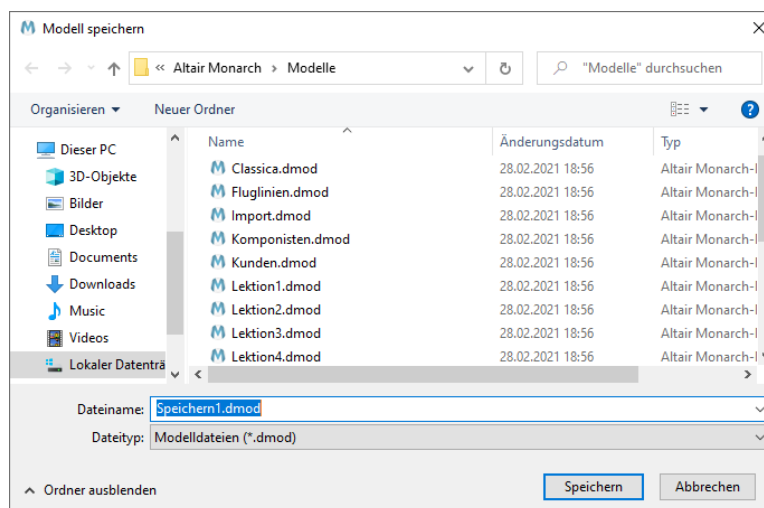 Modell speichern
« Altair Monarch › Modelle
"Modelle" durchsuchen
Organisieren
Neuer Ordner
Dieser PC
3D-Objekte
Bilder
Desktop
Documents
Downloads
Music
Videos
Lokaler Datenträ
Name Änderungsdatum Typ
Classica.dmod 28.02.2021 18:56 Altair Monarch-
Fluglinien.dmod 28.02.2021 18:56 Altair Monarch-
Import.dmod 28.02.2021 18:56 Altair Monarch-
Komponisten.dmod 28.02.2021 18:56 Altair Monarch-
Kunden.dmod 28.02.2021 18:56 Altair Monarch-
Lektion1.dmod 28.02.2021 18:56 Altair Monarch-
Lektion2.dmod 28.02.2021 18:56 Altair Monarch-
Lektion3.dmod 28.02.2021 18:56 Altair Monarch-
Lektion4.dmod 28.02.2021 18:56 Altair Monarch-
Dateiname: Speichern1.dmod
Dateityp: Modelldateien (*.dmod)
Ordner ausblenden
Speichern
Abbrechen